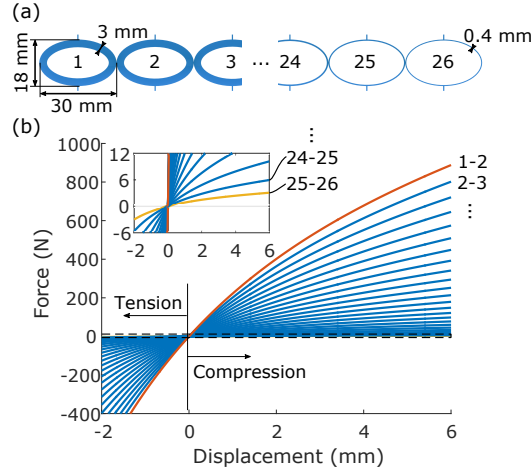 (a)
3 mm
0.4 mm
18 mm
1 2 3 ... 24 25 26
30 mm
(b)
...
1000
800
600
400
200
0
-200
-400
Force (N)
12
6
0
-6
-2 0 2 4 6
24-25
25-26
1-2
2-3
...
Tension
Compression
-2 0 2 4 6
Displacement (mm)